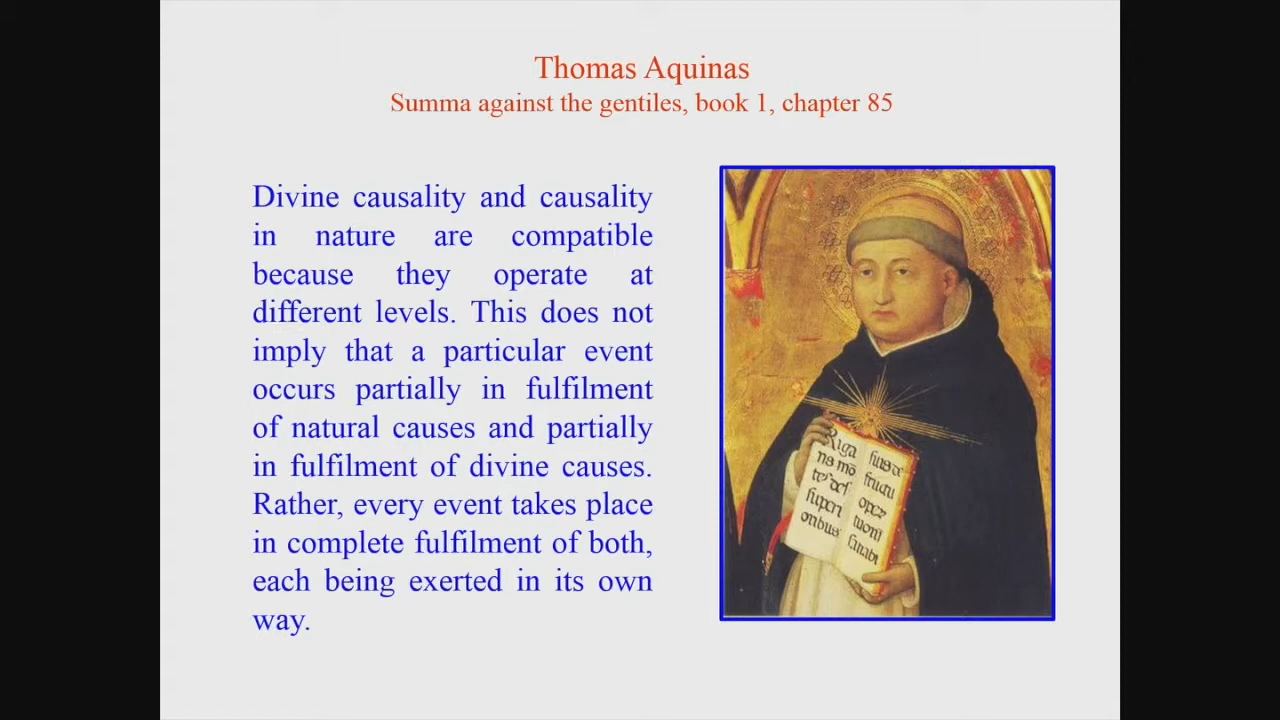 Thomas Aquinas
Summa against the gentiles, book 1, chapter 85
Divine causality and causality
in nature are compatible
because they operate at
different levels. This does not
imply that a particular event
occurs partially in fulfilment
of natural causes and partially
in fulfilment of divine causes.
Rather, every event takes place
in complete fulfilment of both,
each being exerted in its own
way.
Riga
ns mō